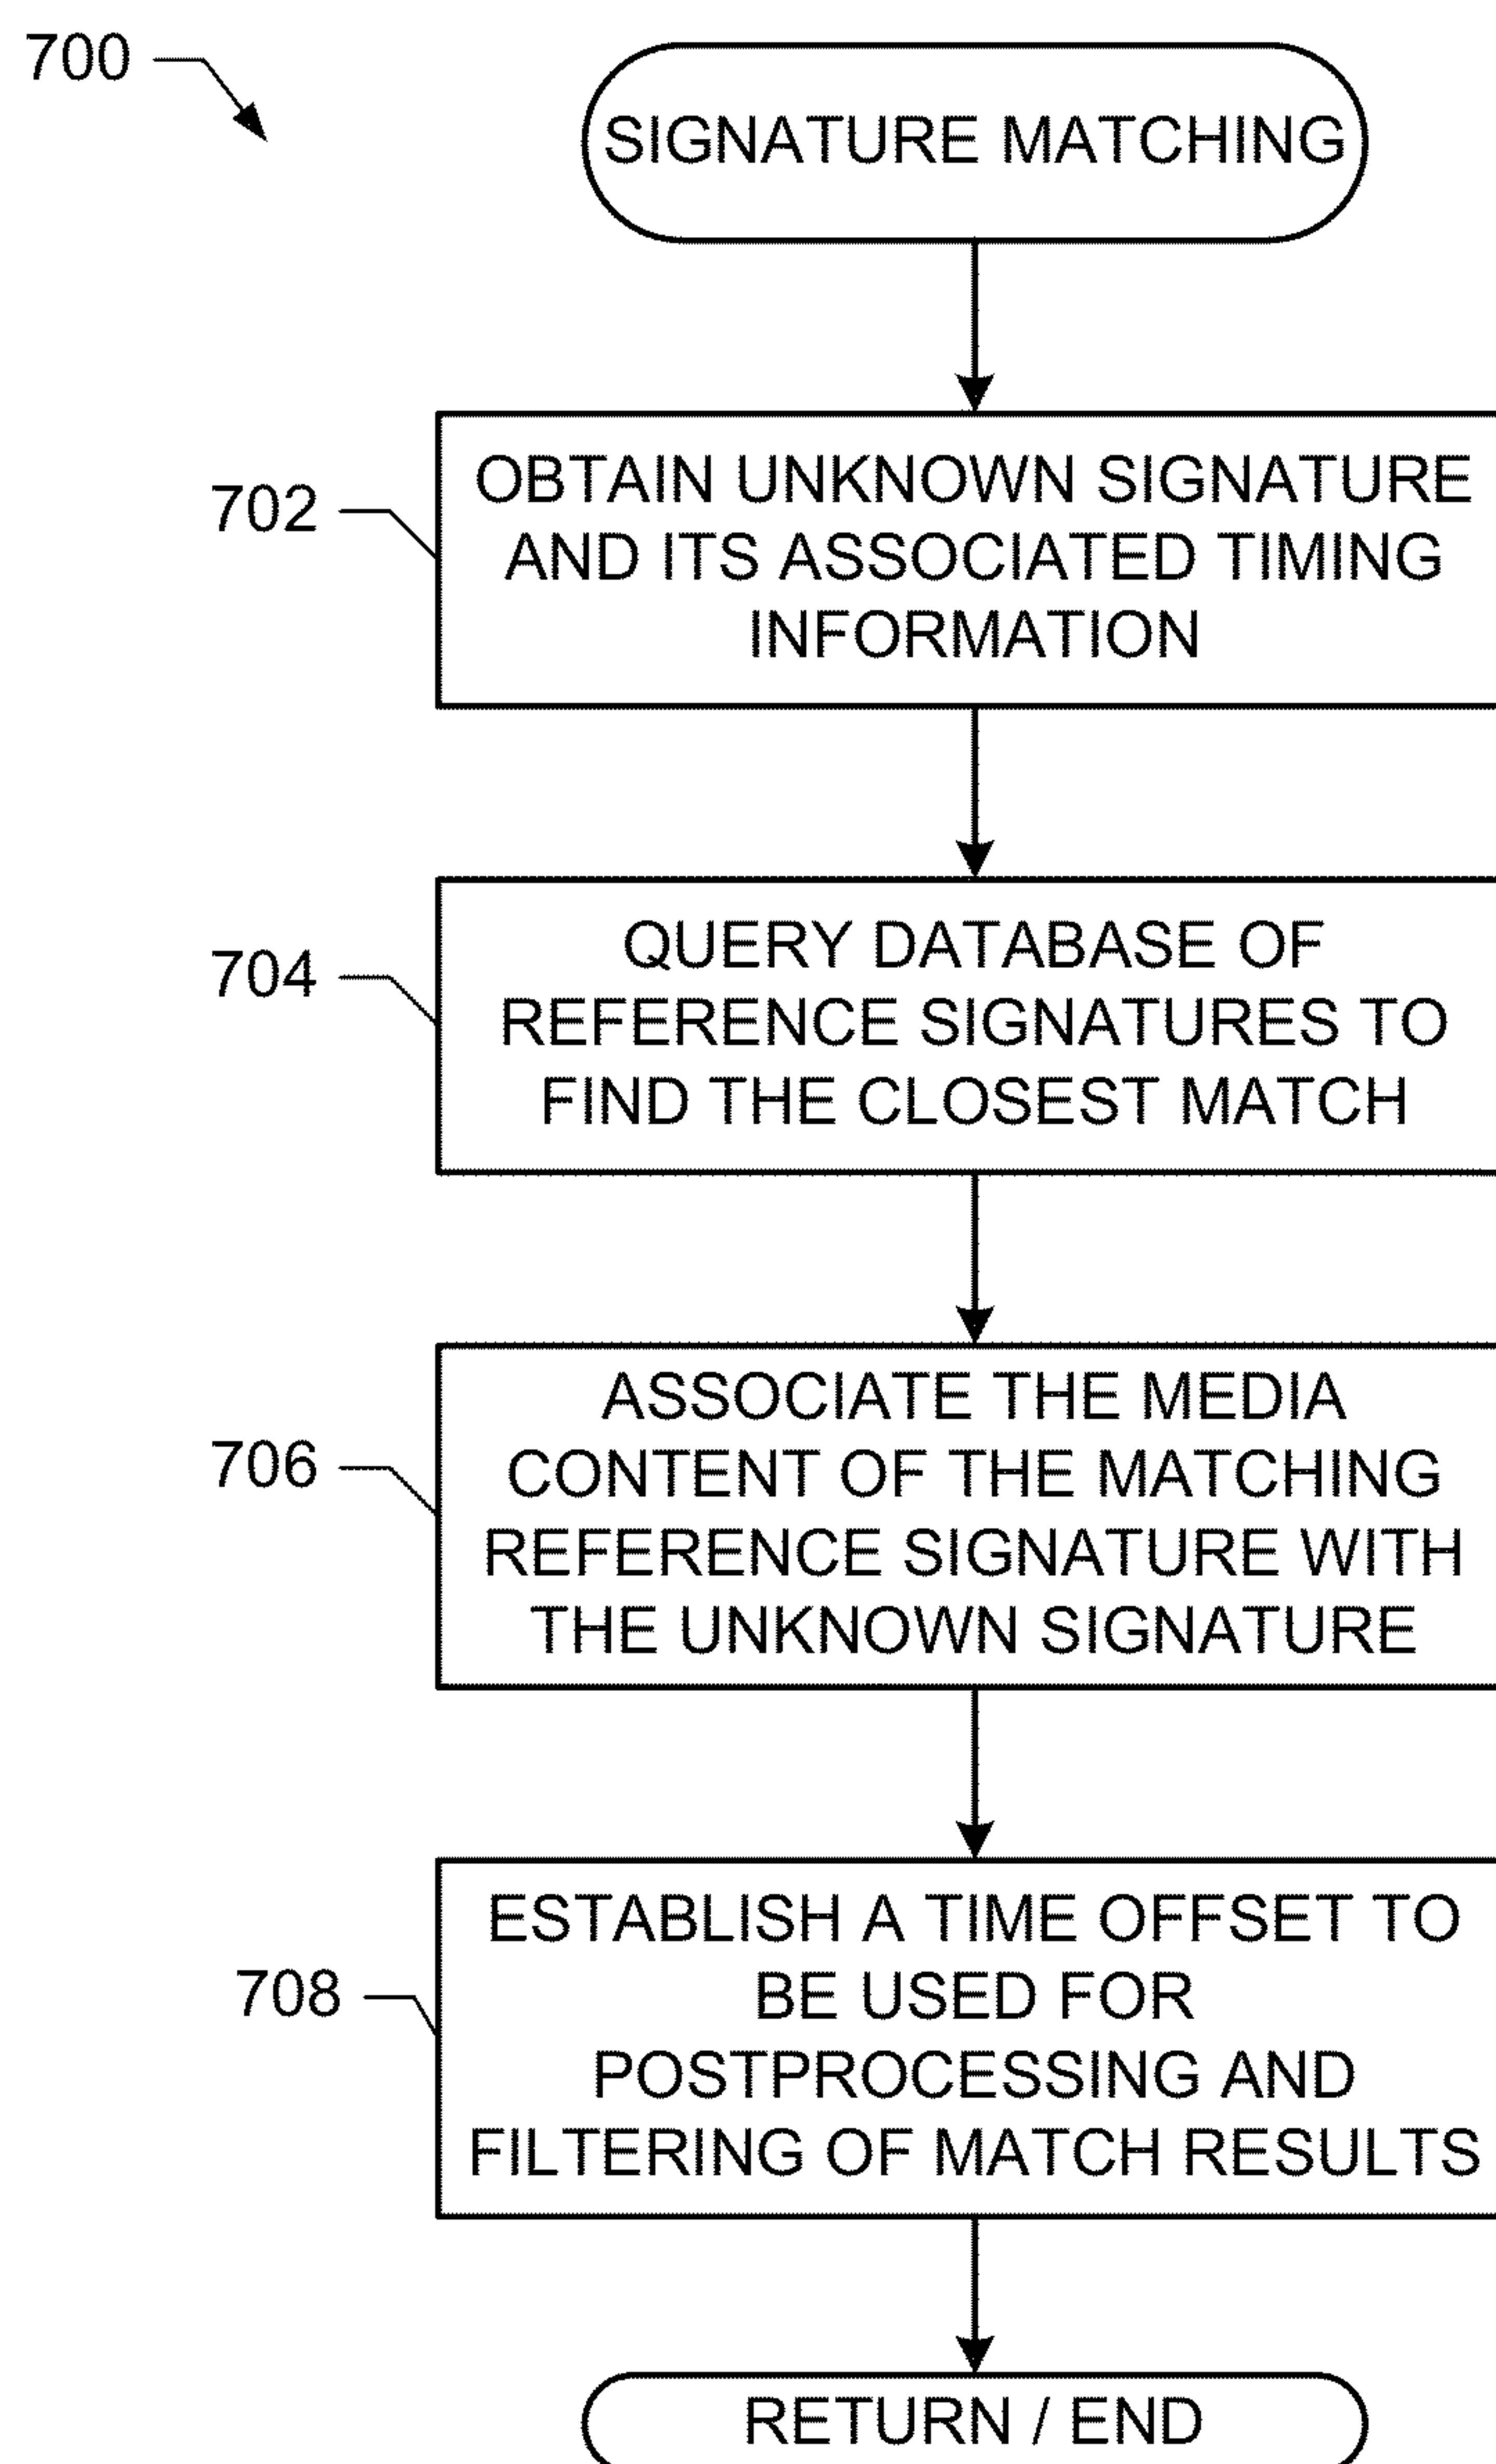 700
SIGNATURE MATCHING
702
OBTAIN UNKNOWN SIGNATURE
AND ITS ASSOCIATED TIMING
INFORMATION
704
QUERY DATABASE OF
REFERENCE SIGNATURES TO
FIND THE CLOSEST MATCH
706
ASSOCIATE THE MEDIA
CONTENT OF THE MATCHING
REFERENCE SIGNATURE WITH
THE UNKNOWN SIGNATURE
708
ESTABLISH A TIME OFFSET TO
BE USED FOR
POSTPROCESSING AND
FILTERING OF MATCH RESULTS
RETURN / END